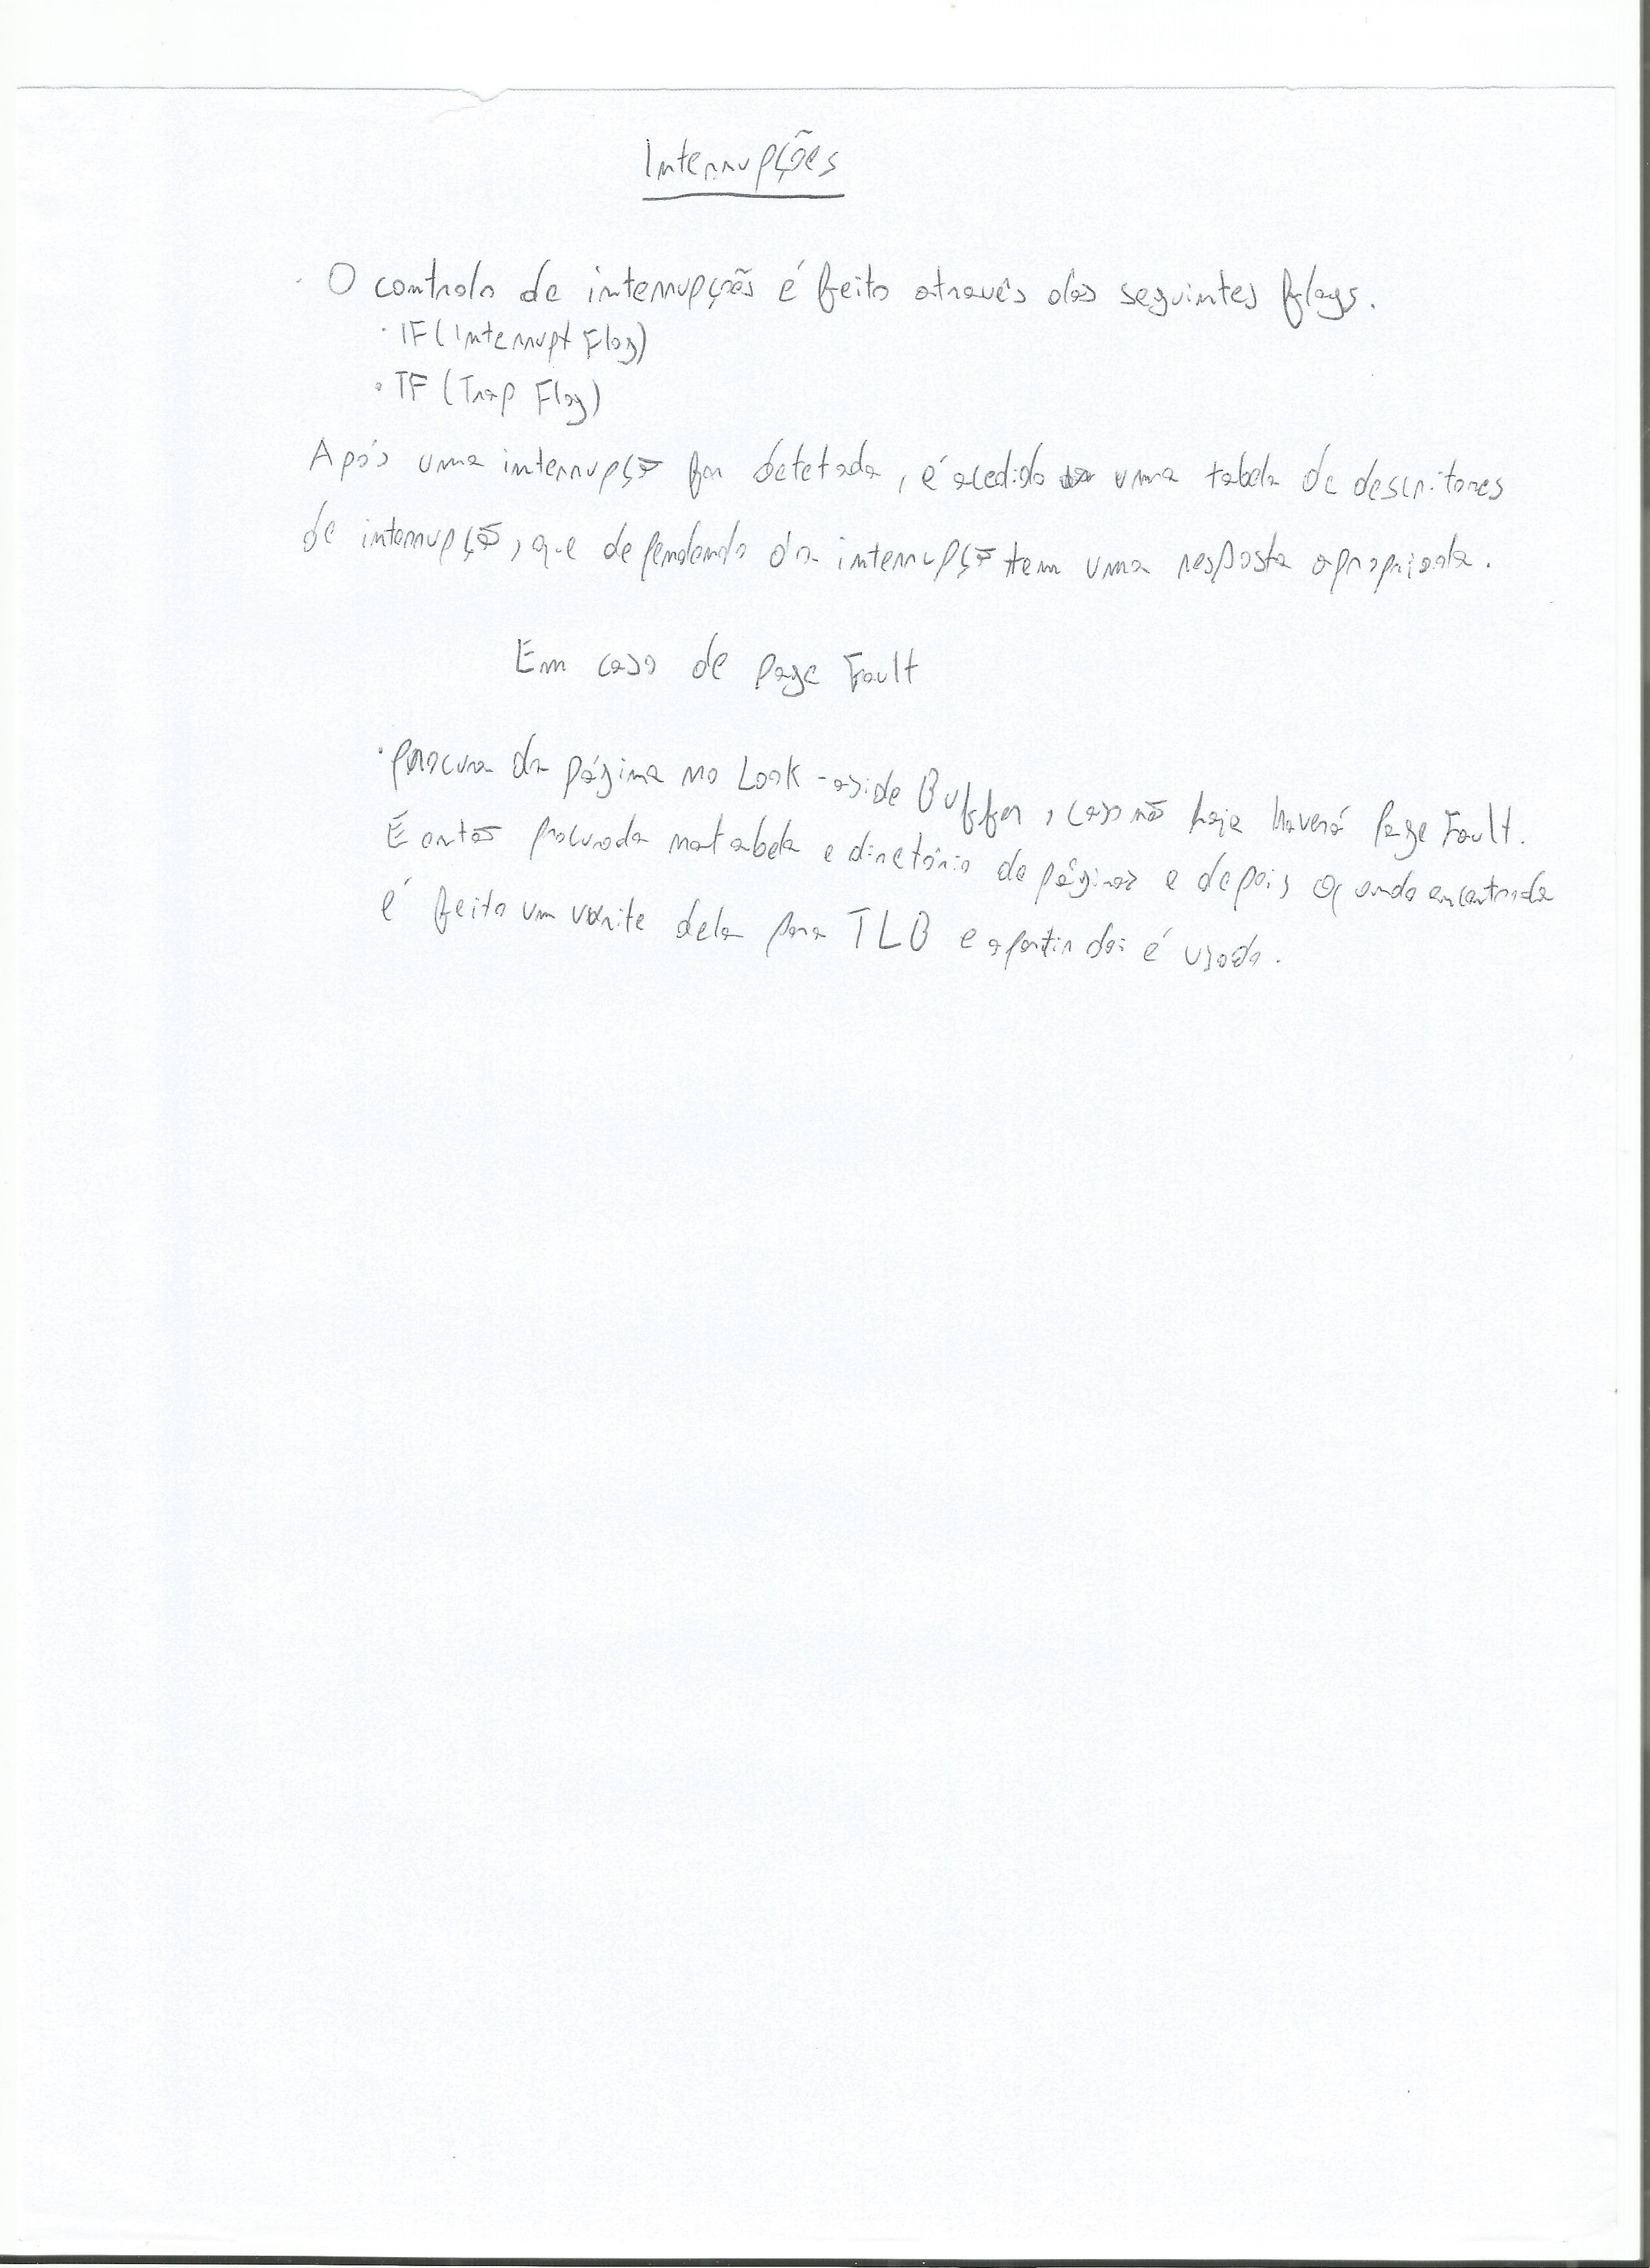 Interrupções
· O controlo de interrupções é feito através das seguintes flags.
· IF (Interrupt Flag)
· TF (Trap Flag)
Após uma interrupção for detetada, é acedida uma tabela de descritores
de interrupção, que dependendo da interrupção tem uma resposta apropriada.
Em caso de Page Fault
· Procura da página no Look-aside Buffer, caso não haja haverá Page Fault.
É então procurada na tabela e diretório de páginas e depois quando encontrada
é feito um write dela para TLB e a partir daí é usada.